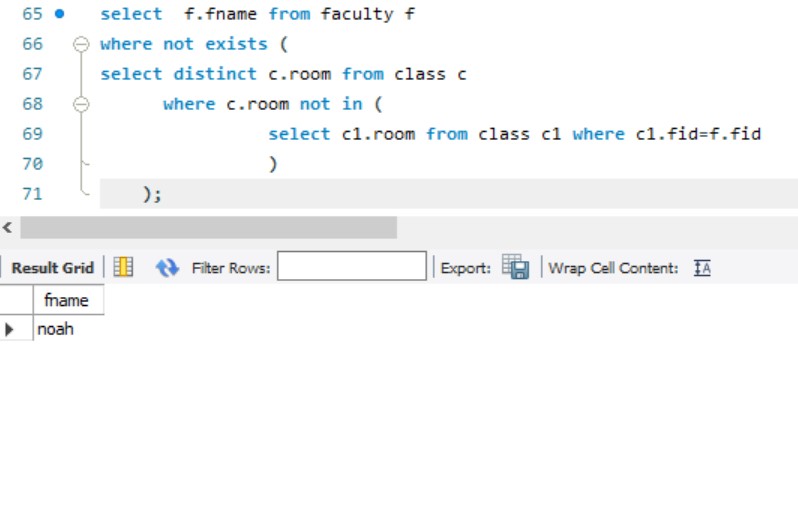 65 select  f.fname from faculty f
66 where not exists (
67 select distinct c.room from class c
68 where c.room not in (
69 select c1.room from class c1 where c1.fid=f.fid
70 )
71 );
Result Grid Filter Rows: Export: Wrap Cell Content: IA
fname
noah